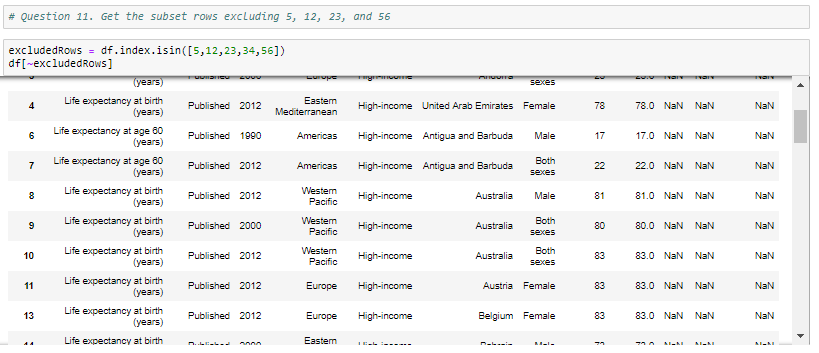 # Question 11. Get the subset rows excluding 5, 12, 23, and 56
excludedRows = df.index.isin([5,12,23,34,56])
df[~excludedRows]
(years) sexes
4 Life expectancy at birth (years) Published 2012 Eastern Mediterranean High-income United Arab Emirates Female 78 78.0 NaN NaN NaN
6 Life expectancy at age 60 (years) Published 1990 Americas High-income Antigua and Barbuda Male 17 17.0 NaN NaN NaN
7 Life expectancy at age 60 (years) Published 2012 Americas High-income Antigua and Barbuda Both sexes 22 22.0 NaN NaN NaN
8 Life expectancy at birth (years) Published 2012 Western Pacific High-income Australia Male 81 81.0 NaN NaN NaN
9 Life expectancy at birth (years) Published 2000 Western Pacific High-income Australia Both sexes 80 80.0 NaN NaN NaN
10 Life expectancy at birth (years) Published 2012 Western Pacific High-income Australia Both sexes 83 83.0 NaN NaN NaN
11 Life expectancy at birth (years) Published 2012 Europe High-income Austria Female 83 83.0 NaN NaN NaN
13 Life expectancy at birth (years) Published 2012 Europe High-income Belgium Female 83 83.0 NaN NaN NaN
Life expectancy at birth Eastern